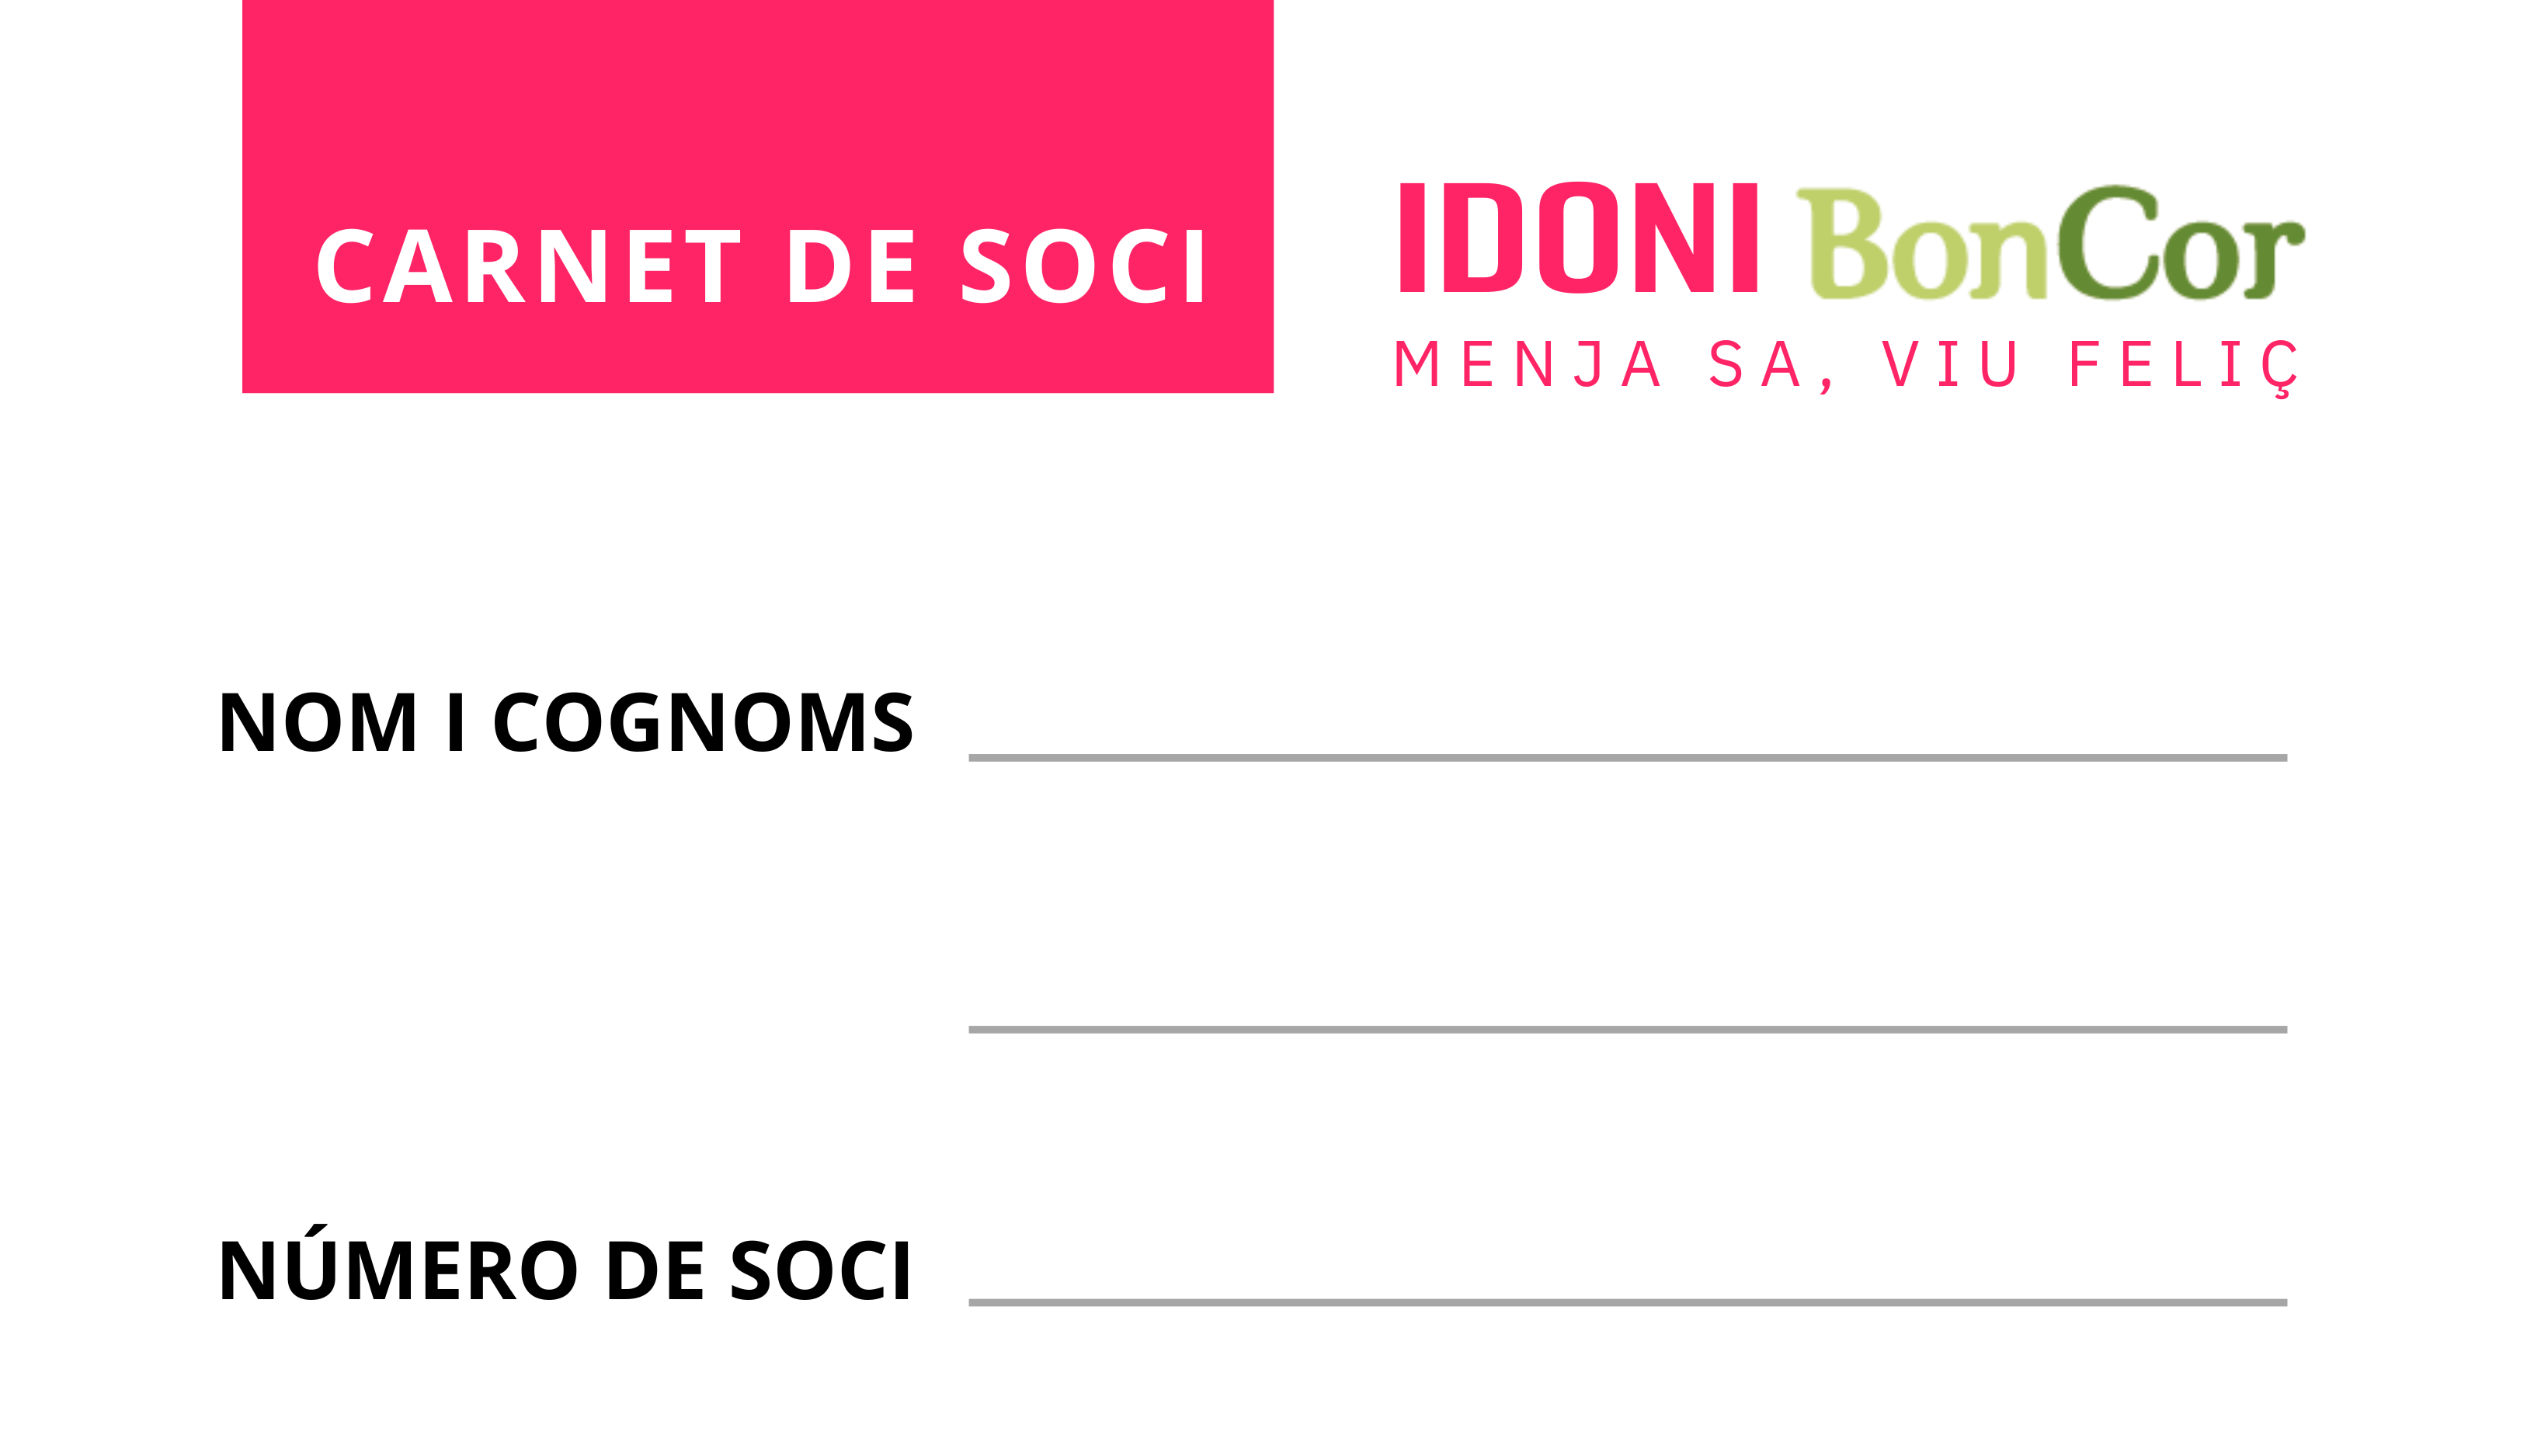 CARNET DE SOCI
IDONI BonCor
MENJA SA, VIU FELIÇ
NOM I COGNOMS
NÚMERO DE SOCI